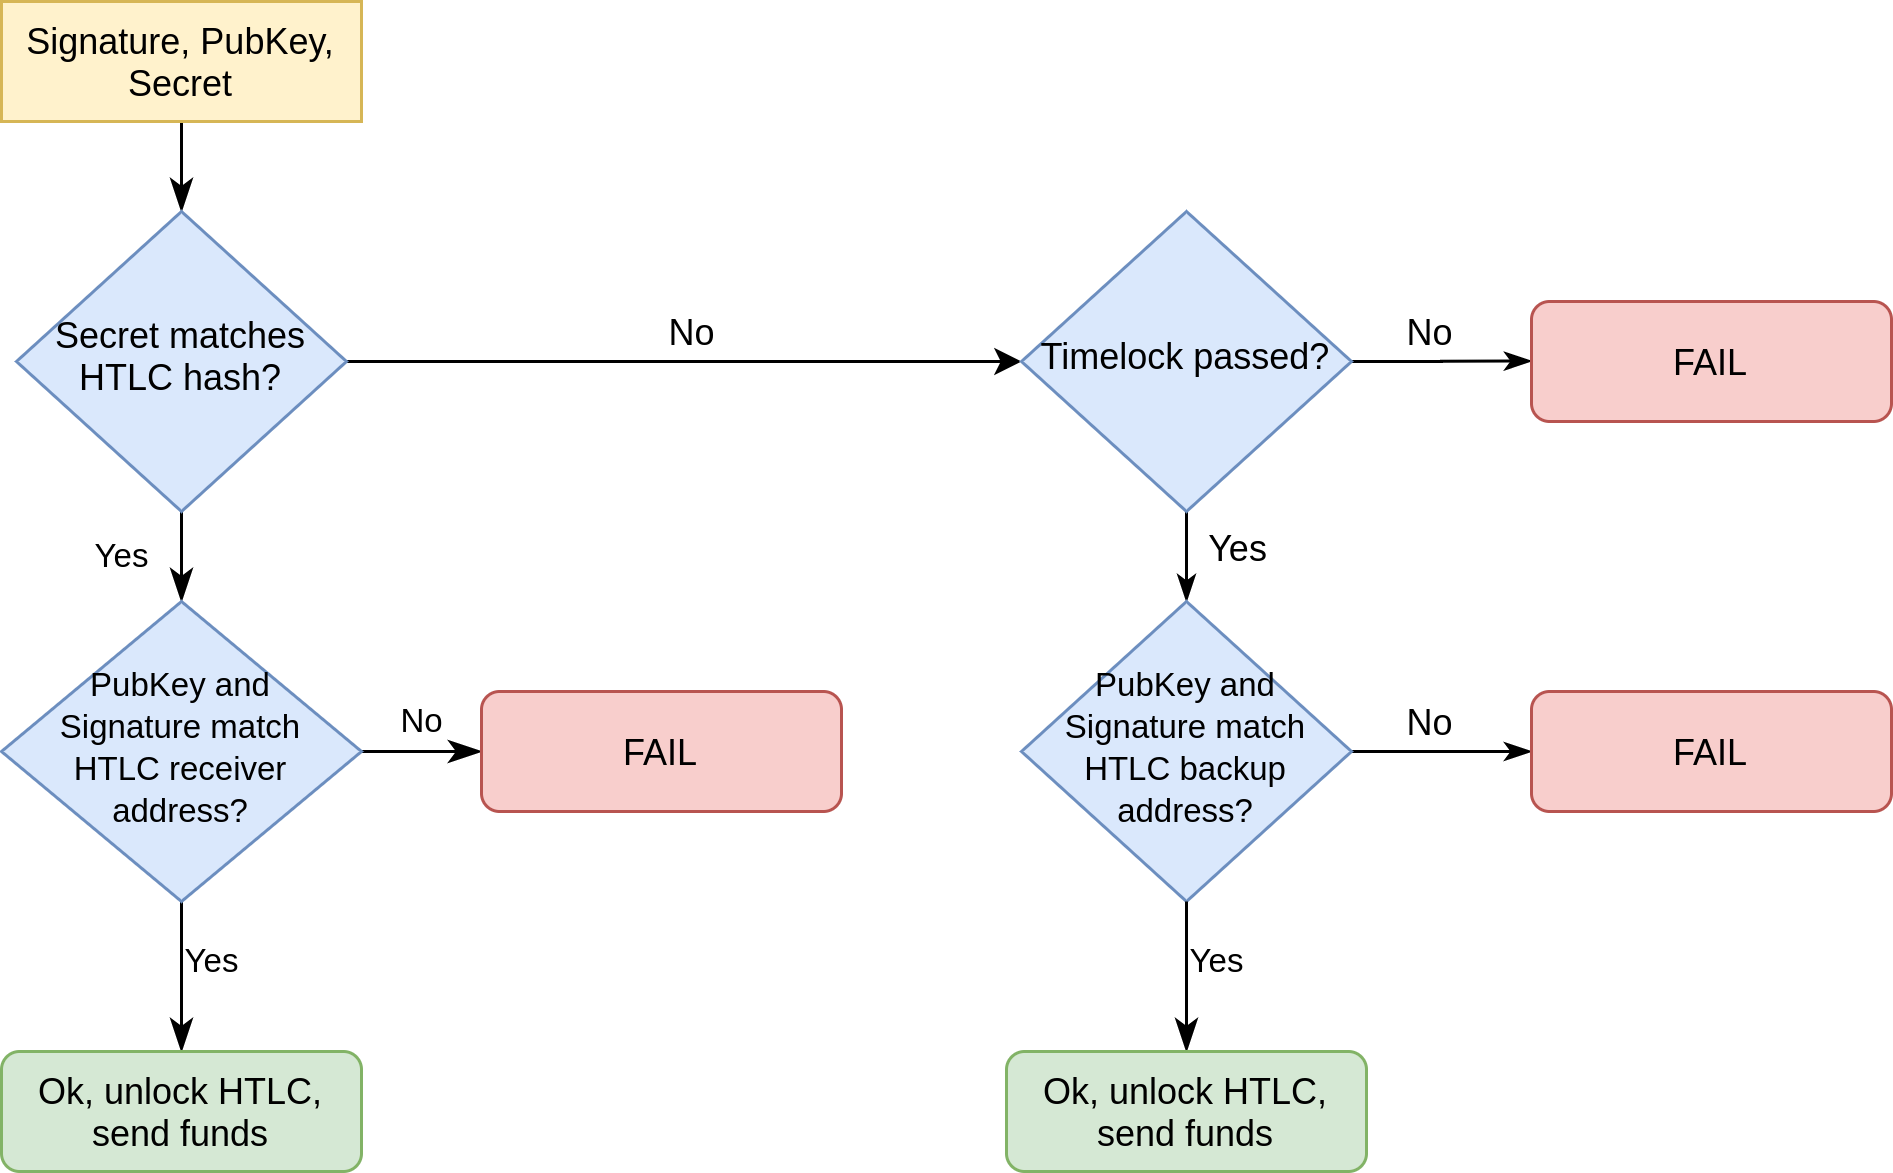 Signature, PubKey,
Secret
Secret matches
HTLC hash?
No
Timelock passed?
No
FAIL
Yes
Yes
PubKey and
Signature match
HTLC receiver
address?
No
FAIL
PubKey and
Signature match
HTLC backup
address?
No
FAIL
Yes
Yes
Ok, unlock HTLC,
send funds
Ok, unlock HTLC,
send funds